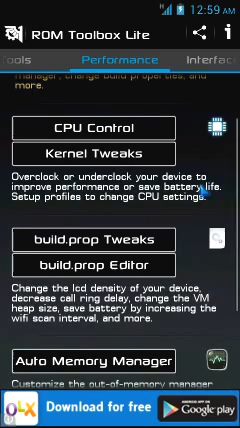 H 12:59 AM
ROM Toolbox Lite
Tools Performance Interface
manager, change build properties, and
more.
CPU Control
Kernel Tweaks
Overclock or underclock your device to
improve performance or save battery life.
Setup profiles to change CPU settings.
build.prop Tweaks
build.prop Editor
Change the lcd density of your device,
decrease call ring delay, change the VM
heap size, save battery by increasing the
wifi scan interval, and more.
Auto Memory Manager
Customize the out-of-memory manager
OLX Download for free ANDROID APP ON
Google play